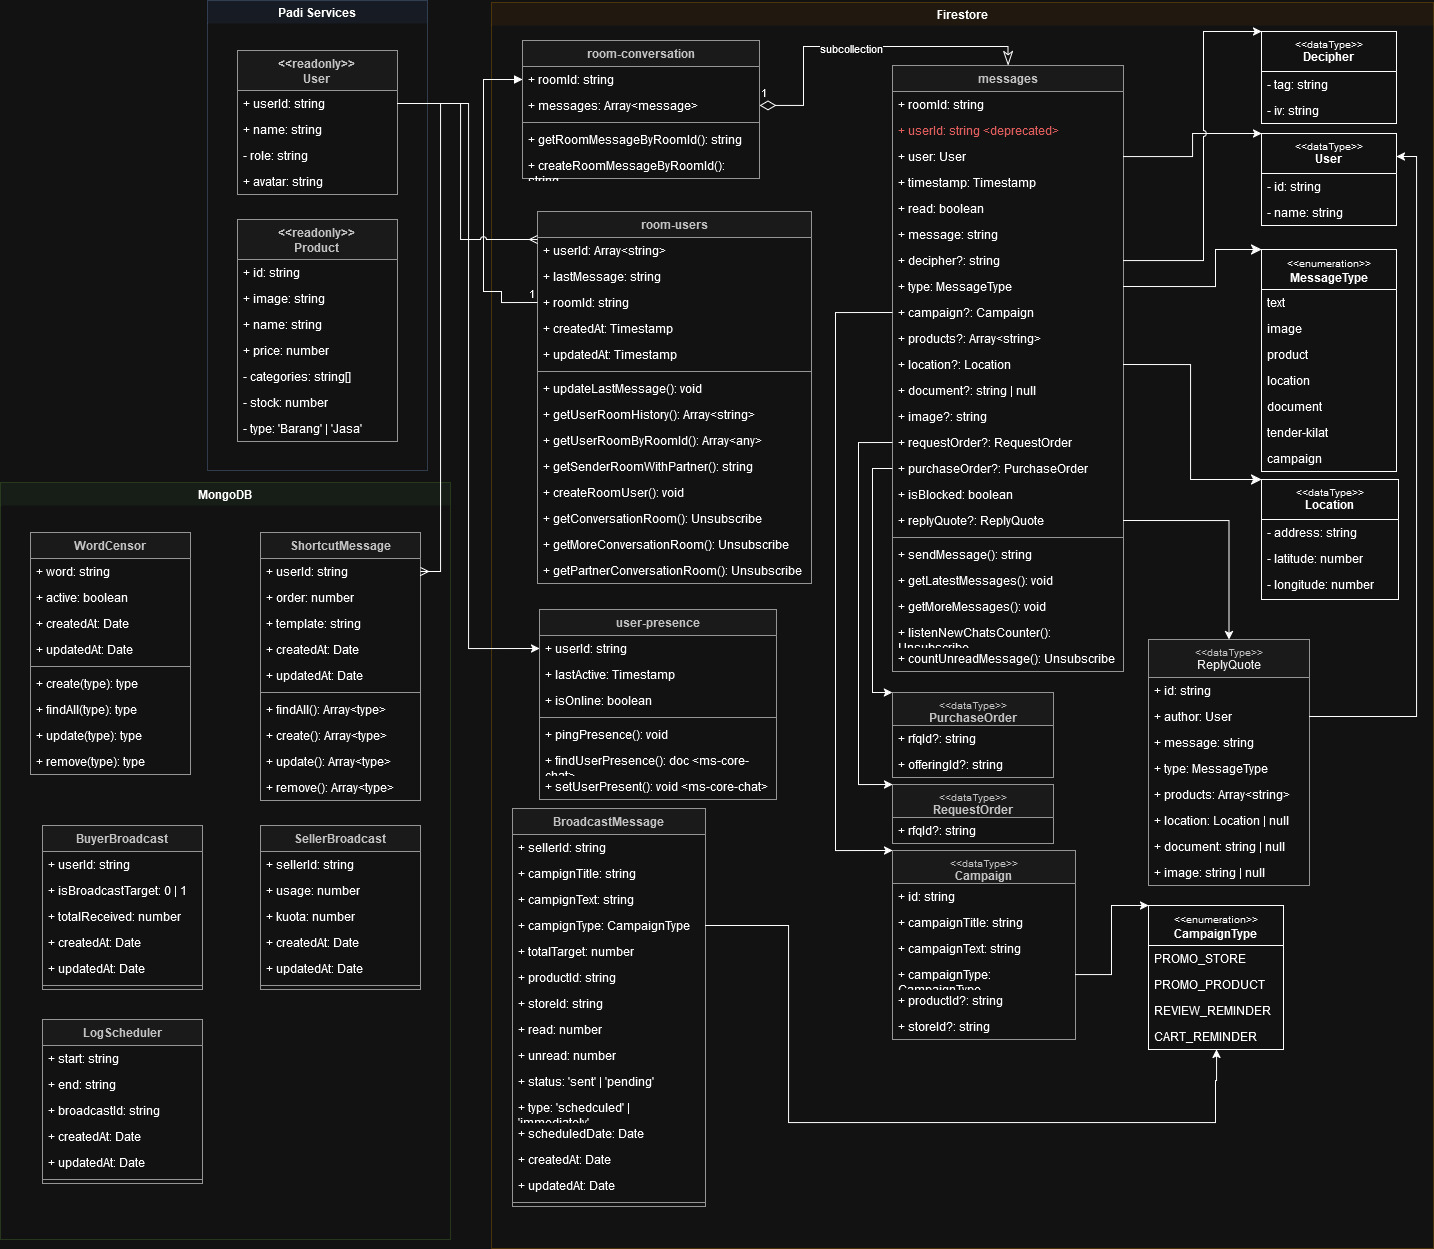 Padi Services
<<readonly>>
User
+ userId: string
+ name: string
- role: string
+ avatar: string
<<readonly>>
Product
+ id: string
+ image: string
+ name: string
+ price: number
- categories: string[]
- stock: number
- type: 'Barang' | 'Jasa'
MongoDB
WordCensor
+ word: string
+ active: boolean
+ createdAt: Date
+ updatedAt: Date
+ create(type): type
+ findAll(type): type
+ update(type): type
+ remove(type): type
ShortcutMessage
+ userId: string
+ order: number
+ template: string
+ createdAt: Date
+ updatedAt: Date
+ findAll(): Array<type>
+ create(): Array<type>
+ update(): Array<type>
+ remove(): Array<type>
BuyerBroadcast
+ userId: string
+ isBroadcastTarget: 0 | 1
+ totalReceived: number
+ createdAt: Date
+ updatedAt: Date
SellerBroadcast
+ sellerId: string
+ usage: number
+ kuota: number
+ createdAt: Date
+ updatedAt: Date
LogScheduler
+ start: string
+ end: string
+ broadcastId: string
+ createdAt: Date
+ updatedAt: Date
Firestore
room-conversation
+ roomId: string
+ messages: Array<message>
+ getRoomMessageByRoomId(): string
+ createRoomMessageByRoomId():
string
1
subcollection
room-users
+ userId: Array<string>
+ lastMessage: string
1
+ roomId: string
+ createdAt: Timestamp
+ updatedAt: Timestamp
+ updateLastMessage(): void
+ getUserRoomHistory(): Array<string>
+ getUserRoomByRoomId(): Array<any>
+ getSenderRoomWithPartner(): string
+ createRoomUser(): void
+ getConversationRoom(): Unsubscribe
+ getMoreConversationRoom(): Unsubscribe
+ getPartnerConversationRoom(): Unsubscribe
user-presence
+ userId: string
+ lastActive: Timestamp
+ isOnline: boolean
+ pingPresence(): void
+ findUserPresence(): doc <ms-core-
chat>
+ setUserPresent(): void <ms-core-chat>
BroadcastMessage
+ sellerId: string
+ campignTitle: string
+ campignText: string
+ campignType: CampaignType
+ totalTarget: number
+ productId: string
+ storeId: string
+ read: number
+ unread: number
+ status: 'sent' | 'pending'
+ type: 'schedculed' |
'immediately'
+ scheduledDate: Date
+ createdAt: Date
+ updatedAt: Date
messages
+ roomId: string
+ userId: string <deprecated>
+ user: User
+ timestamp: Timestamp
+ read: boolean
+ message: string
+ decipher?: string
+ type: MessageType
+ campaign?: Campaign
+ products?: Array<string>
+ location?: Location
+ document?: string | null
+ image?: string
+ requestOrder?: RequestOrder
+ purchaseOrder?: PurchaseOrder
+ isBlocked: boolean
+ replyQuote?: ReplyQuote
+ sendMessage(): string
+ getLatestMessages(): void
+ getMoreMessages(): void
+ listenNewChatsCounter():
Unsubscribe
+ countUnreadMessage(): Unsubscribe
<<dataType>>
PurchaseOrder
+ rfqId?: string
+ offeringId?: string
<<dataType>>
RequestOrder
+ rfqId?: string
<<dataType>>
Campaign
+ id: string
+ campaignTitle: string
+ campaignText: string
+ campaignType:
CampaignType
+ productId?: string
+ storeId?: string
<<dataType>>
Decipher
- tag: string
- iv: string
<<dataType>>
User
- id: string
- name: string
<<enumeration>>
MessageType
text
image
product
location
document
tender-kilat
campaign
<<dataType>>
Location
- address: string
- latitude: number
- longitude: number
<<dataType>>
ReplyQuote
+ id: string
+ author: User
+ message: string
+ type: MessageType
+ products: Array<string>
+ location: Location | null
+ document: string | null
+ image: string | null
<<enumeration>>
CampaignType
PROMO_STORE
PROMO_PRODUCT
REVIEW_REMINDER
CART_REMINDER